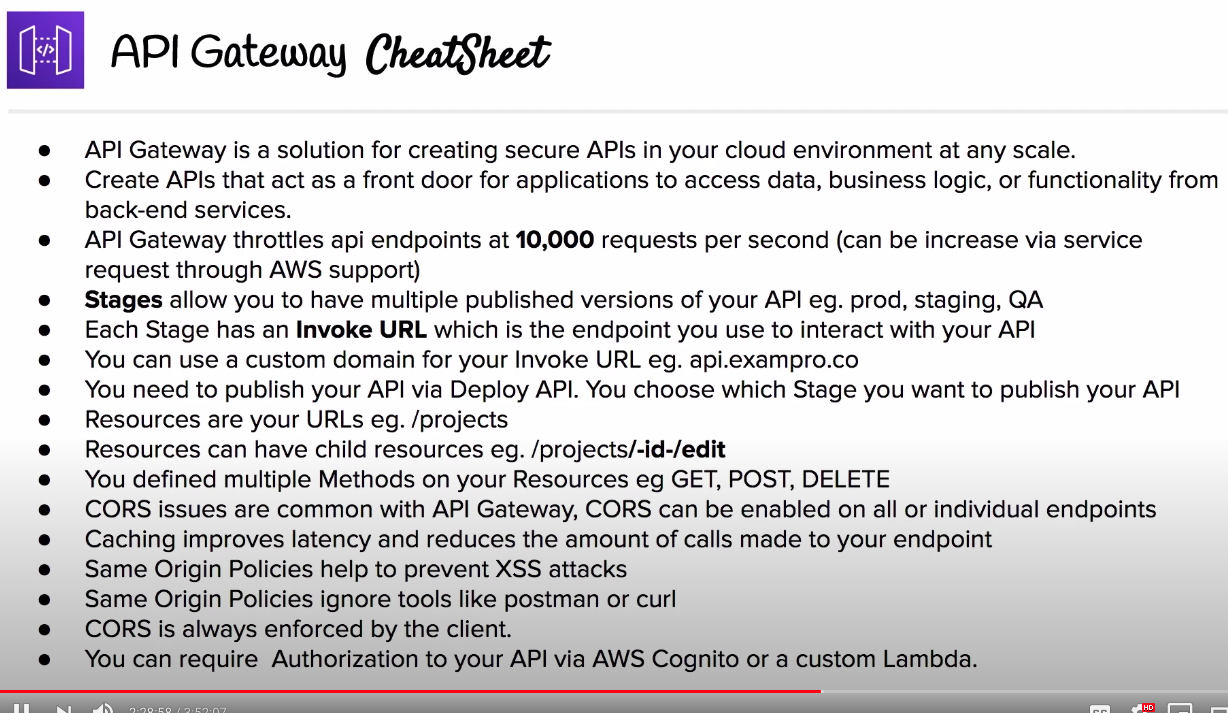 </>
API Gateway CheatSheet
● API Gateway is a solution for creating secure APIs in your cloud environment at any scale.
● Create APIs that act as a front door for applications to access data, business logic, or functionality from
back-end services.
● API Gateway throttles api endpoints at 10,000 requests per second (can be increase via service
request through AWS support)
● Stages allow you to have multiple published versions of your API eg. prod, staging, QA
● Each Stage has an Invoke URL which is the endpoint you use to interact with your API
● You can use a custom domain for your Invoke URL eg. api.exampro.co
● You need to publish your API via Deploy API. You choose which Stage you want to publish your API
● Resources are your URLs eg. /projects
● Resources can have child resources eg. /projects/-id-/edit
● You defined multiple Methods on your Resources eg GET, POST, DELETE
● CORS issues are common with API Gateway, CORS can be enabled on all or individual endpoints
● Caching improves latency and reduces the amount of calls made to your endpoint
● Same Origin Policies help to prevent XSS attacks
● Same Origin Policies ignore tools like postman or curl
● CORS is always enforced by the client.
● You can require  Authorization to your API via AWS Cognito or a custom Lambda.
2:28:58 / 3:52:07
HD